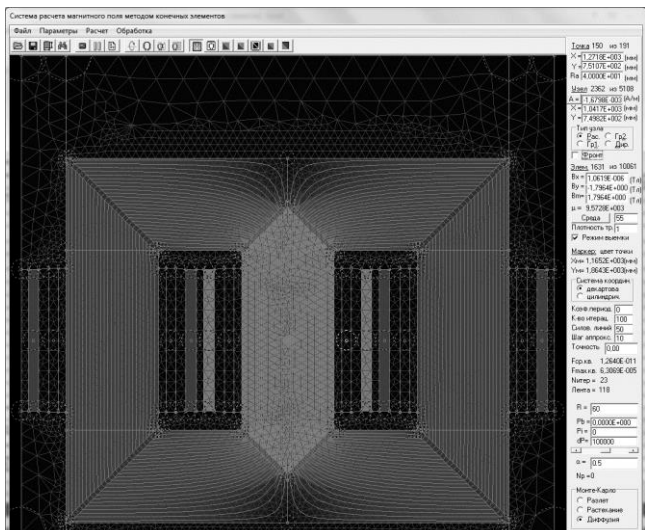 Система расчета магнитного поля методом конечных элементов
Файл Параметры Расчет Обработка
Точка 150 из 191
X = 1,2718E+003 (мм)
Y = 7,5107E+002 (мм)
Ra = 4,0000E+001 (мм)
Узел 2362 из 5108
A = -1,6798E-003 (А/м)
X = 1,0417E+003 (мм)
Y = 7,4982E+002 (мм)
Тип узла
Рас. Гр2.
Гр1. Дир.
Фронт
Элем. 1631 из 10061
Bx = 1,0619E-006 (Тл)
By = -1,7964E+000 (Тл)
Bm = 1,7964E+000 (Тл)
μ = 9,5728E+003
Среда 55
Плотность тр. 1
Режим выемки
Маркер: цвет точки
Xм = 1,1652E+003 (мм)
Yм = 1,8643E+003 (мм)
Система координ.
декартова
цилиндрич.
Коэф.период. 0
К-во итерац. 100
Силов. линий 50
Шаг аппрокс. 10
Точность 0,00
Fср.кв. 1,2640E-011
Fmax.кв. 6,3069E-005
Nитер = 23
Лента = 118
R = 60
Pb = 0,0000E+000
Pi = 0
dP = 100000
α = 0,5
Np =0
Монте-Карло
Разлет
Растекание
Диффузия